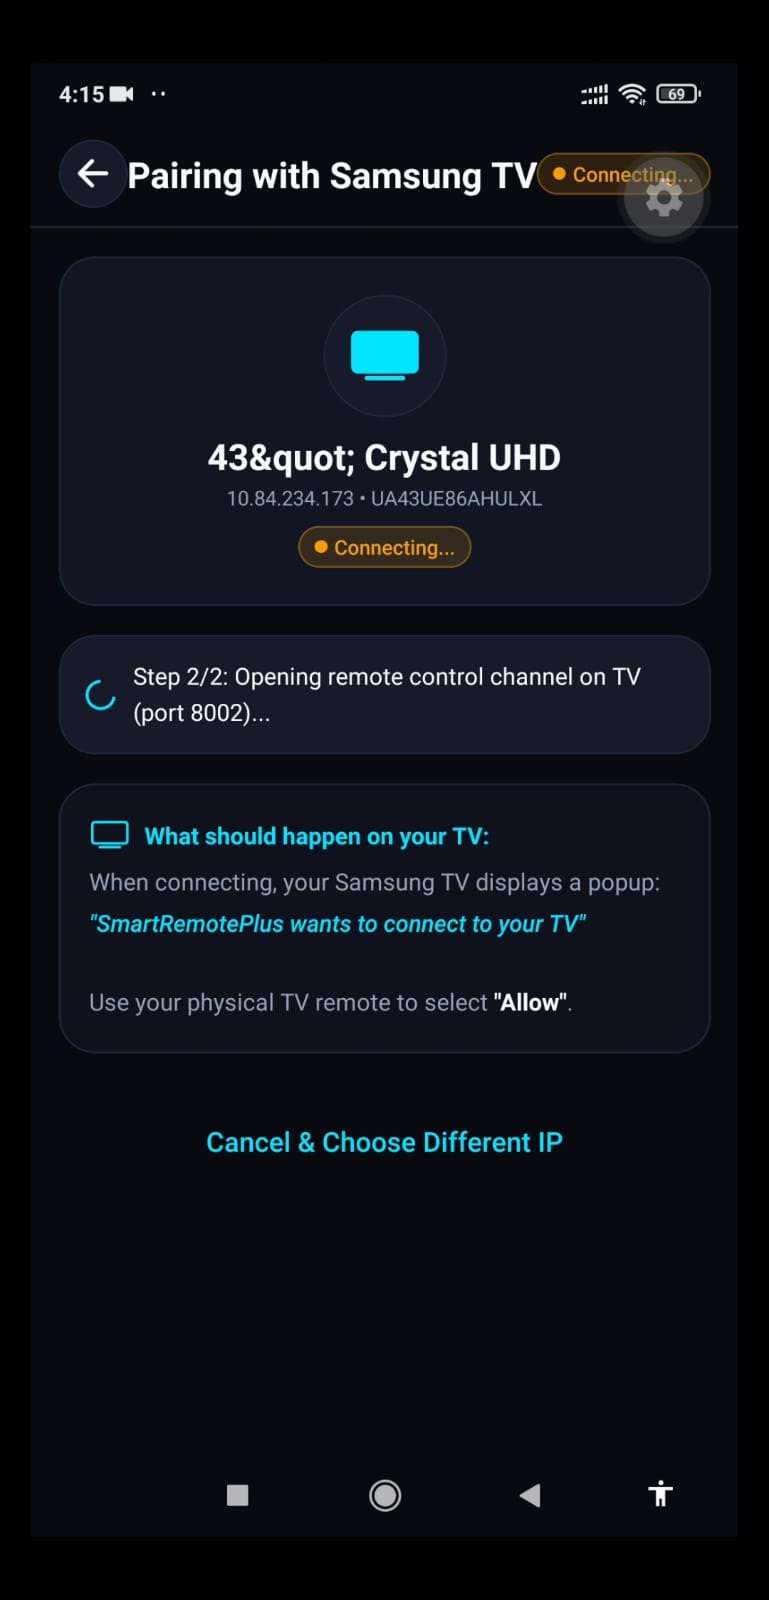 4:15
69
Pairing with Samsung TV
Connecting...
43&quot; Crystal UHD
10.84.234.173 • UA43UE86AHULXL
Connecting...
Step 2/2: Opening remote control channel on TV
(port 8002)...
What should happen on your TV:
When connecting, your Samsung TV displays a popup:
"SmartRemotePlus wants to connect to your TV"
Use your physical TV remote to select "Allow".
Cancel & Choose Different IP